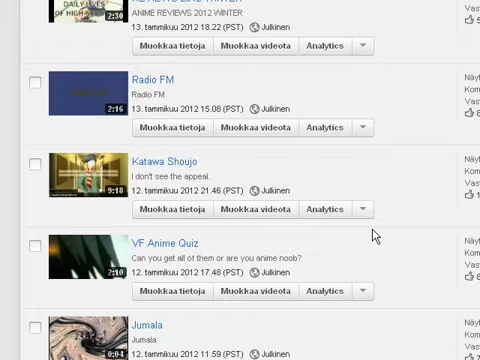 ANIME REVIEWS 2012 WINTER
2:30
13. tammikuu 2012 18.22 (PST) Julkinen
Muokkaa tietoja Muokkaa videota Analytics
Radio FM
Radio FM
2:16
13. tammikuu 2012 15.08 (PST) Julkinen
Muokkaa tietoja Muokkaa videota Analytics
Katawa Shoujo
I don't see the appeal.
9:18
12. tammikuu 2012 21.46 (PST) Julkinen
Muokkaa tietoja Muokkaa videota Analytics
VF Anime Quiz
Can you get all of them or are you anime noob?
2:10
12. tammikuu 2012 17.48 (PST) Julkinen
Muokkaa tietoja Muokkaa videota Analytics
Jumala
Jumala
0:04
12. tammikuu 2012 11.59 (PST) Julkinen